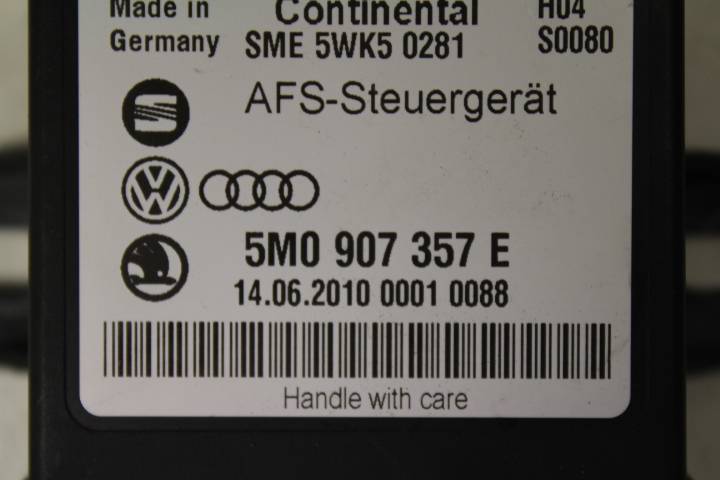 Made in Continental H04
Germany SME 5WK5 0281 S0080
AFS-Steuergerät
5M0 907 357 E
14.06.2010 0001 0088
Handle with care